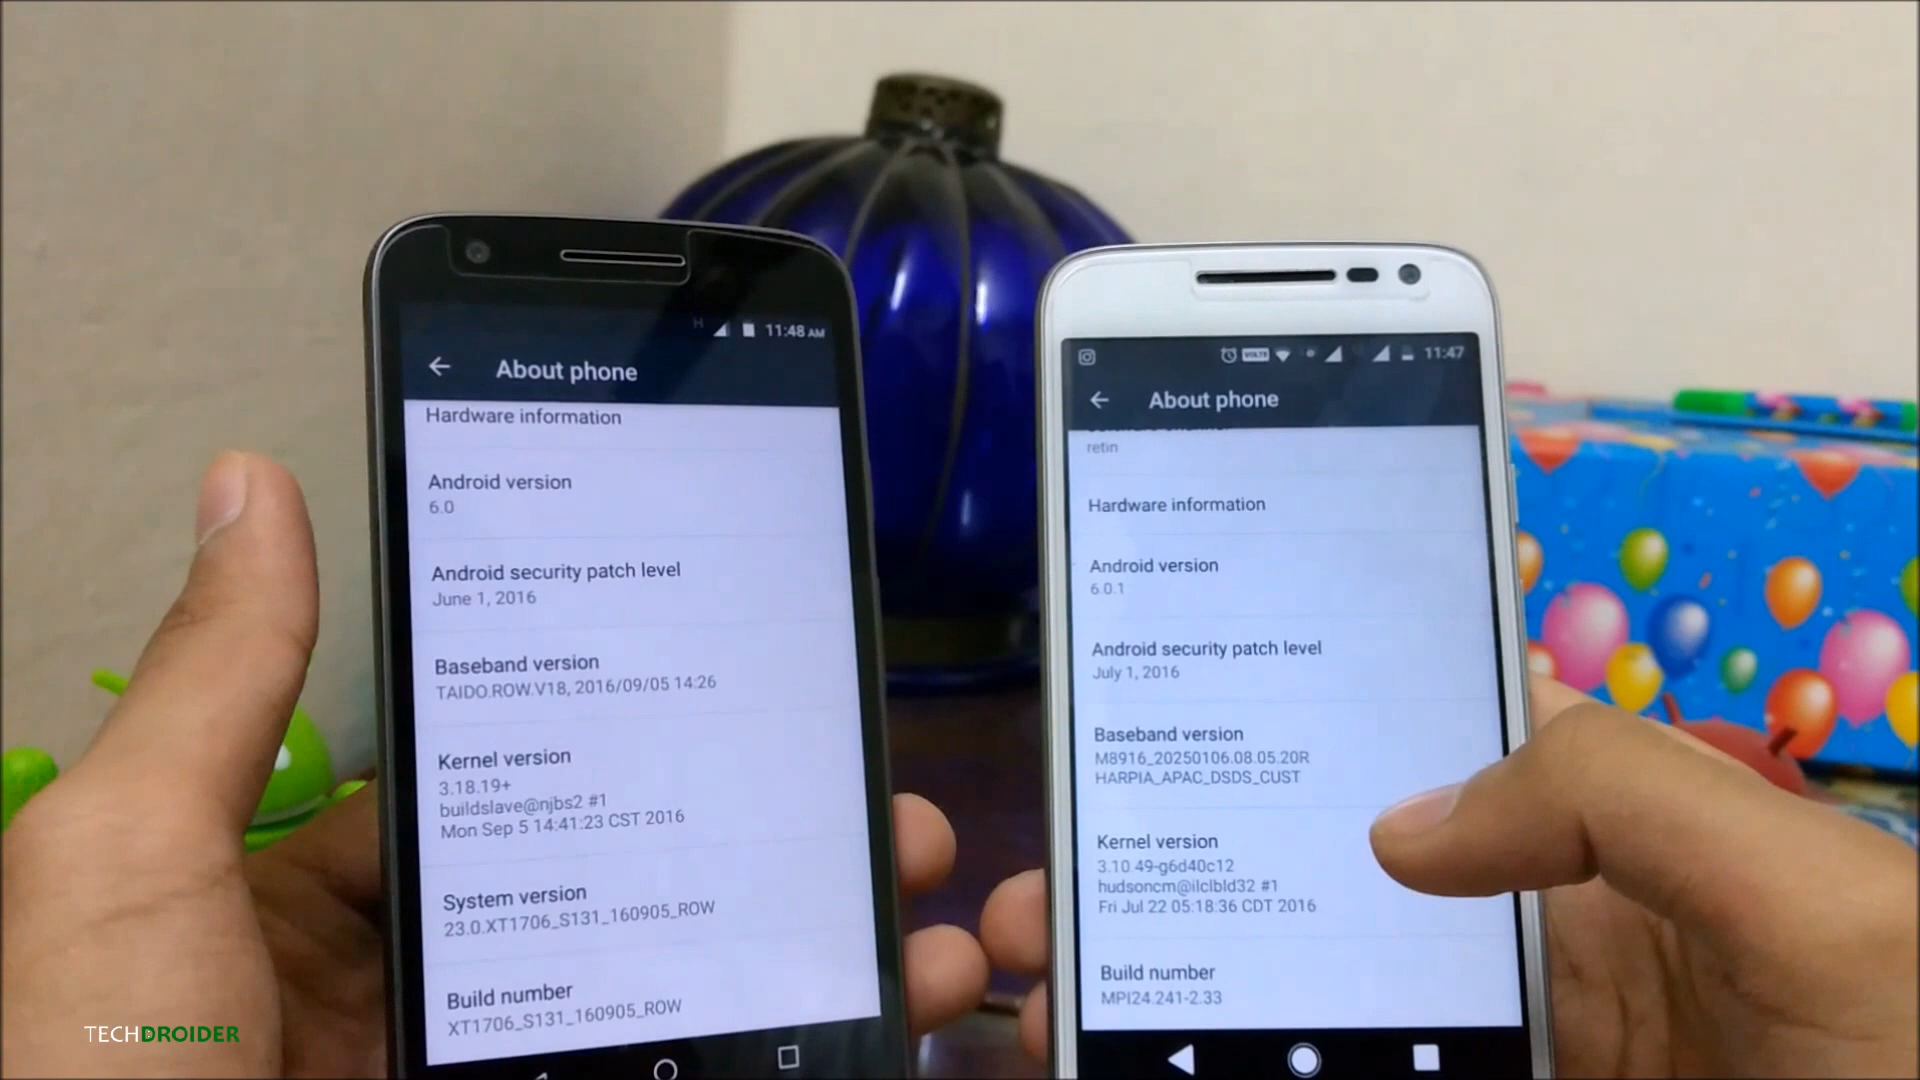 H 11:48 AM
About phone
Hardware information
Android version
6.0
Android security patch level
June 1, 2016
Baseband version
TAIDO.ROW.V18, 2016/09/05 14:26
Kernel version
3.18.19+
buildslave@njbs2 #1
Mon Sep 5 14:41:23 CST 2016
System version
23.0.XT1706_S131_160905_ROW
Build number
XT1706_S131_160905_ROW
VOLTE 11:47
About phone
retin
Hardware information
Android version
6.0.1
Android security patch level
July 1, 2016
Baseband version
M8916_20250106.08.05.20R
HARPIA_APAC_DSDS_CUST
Kernel version
3.10.49-g6d40c12
hudsoncm@ilclbld32 #1
Fri Jul 22 05:18:36 CDT 2016
Build number
MPI24.241-2.33
TECHDROIDER